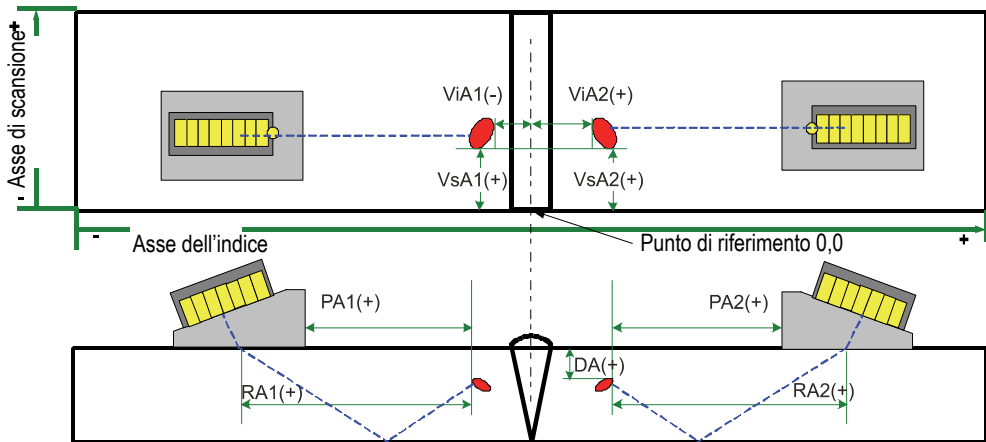 +
Asse di scansione
-
ViA1(-) ViA2(+)
VsA1(+) VsA2(+)
- +
Asse dell'indice
Punto di riferimento 0,0
PA1(+) PA2(+)
DA(+)
RA1(+) RA2(+)